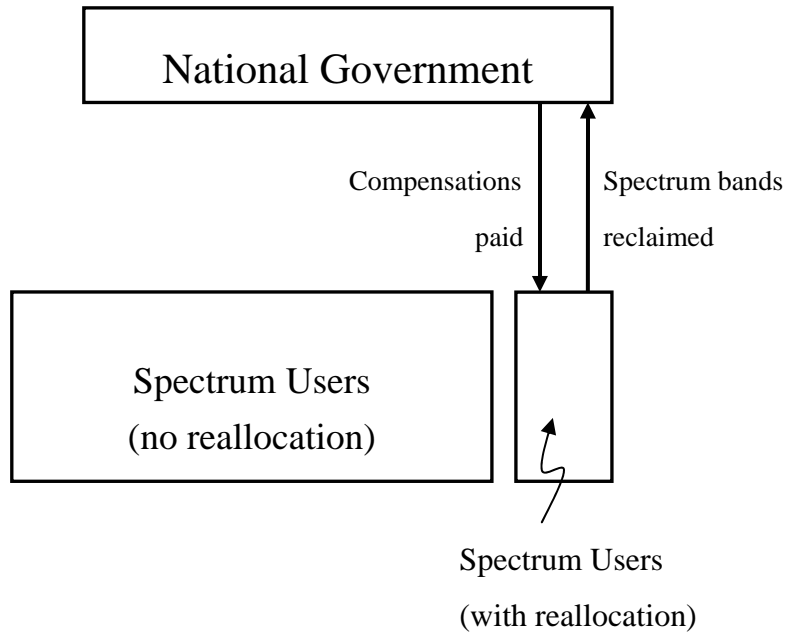 National Government
Compensations
paid
Spectrum bands
reclaimed
Spectrum Users
(no reallocation)
Spectrum Users
(with reallocation)